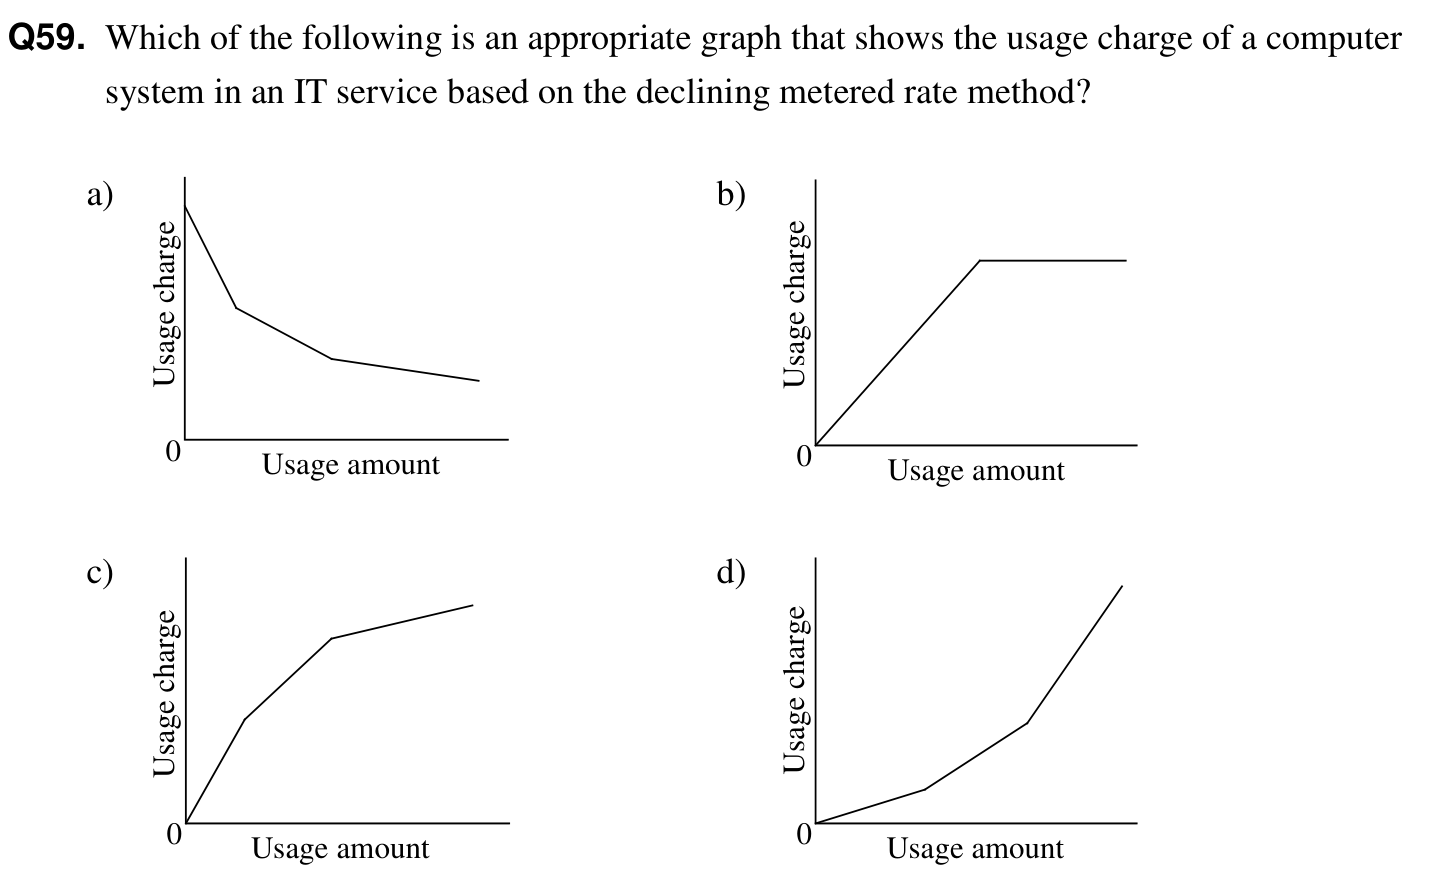 Q59. Which of the following is an appropriate graph that shows the usage charge of a computer
system in an IT service based on the declining metered rate method?
a)
Usage charge
0
Usage amount
b)
Usage charge
0
Usage amount
c)
Usage charge
0
Usage amount
d)
Usage charge
0
Usage amount